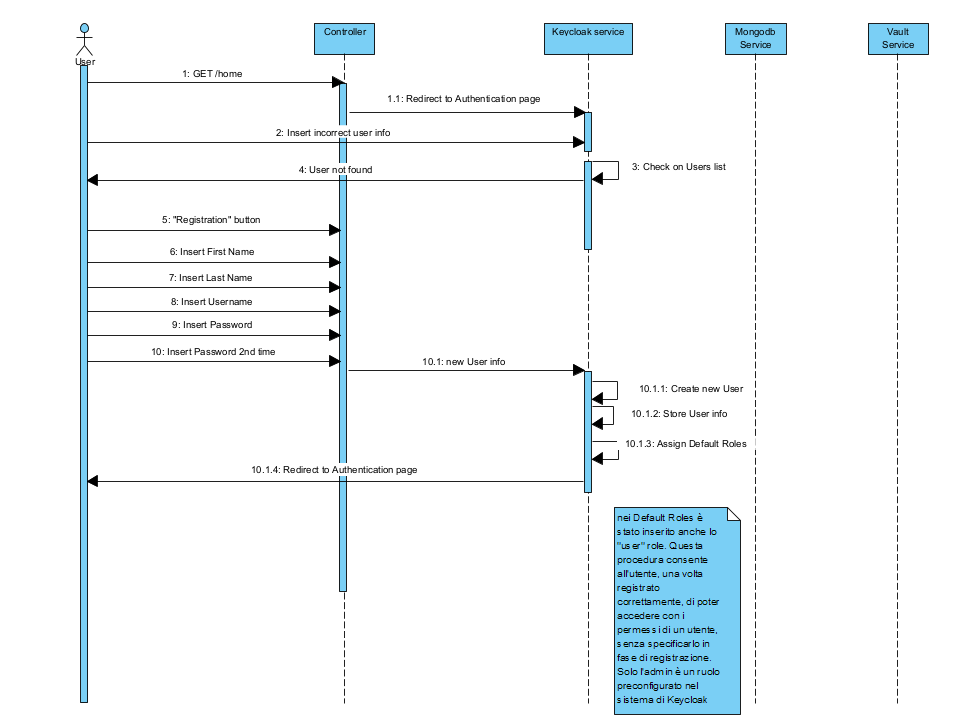 User
Controller
Keycloak service
Mongodb
Service
Vault
Service
1: GET /home
1.1: Redirect to Authentication page
2: Insert incorrect user info
3: Check on Users list
4: User not found
5: "Registration" button
6: Insert First Name
7: Insert Last Name
8: Insert Username
9: Insert Password
10: Insert Password 2nd time
10.1: new User info
10.1.1: Create new User
10.1.2: Store User info
10.1.3: Assign Default Roles
10.1.4: Redirect to Authentication page
nei Default Roles è
stato inserito anche lo
"user" role. Questa
procedura consente
all'utente, una volta
registrato
correttamente, di poter
accedere con i
permessi di un utente,
senza specificarlo in
fase di registrazione.
Solo l'admin è un ruolo
preconfigurato nel
sistema di Keycloak